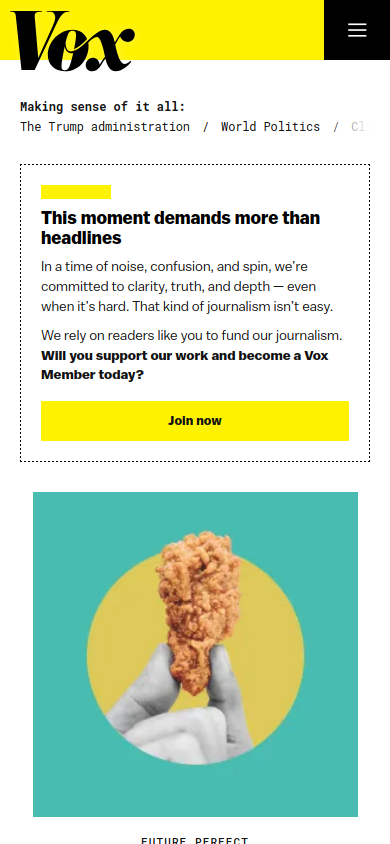 Vox
Making sense of it all:
The Trump administration / World Politics / Cl
This moment demands more than
headlines
In a time of noise, confusion, and spin, we're
committed to clarity, truth, and depth — even
when it's hard. That kind of journalism isn't easy.
We rely on readers like you to fund our journalism.
Will you support our work and become a Vox
Member today?
Join now
FUTURE PERFECT